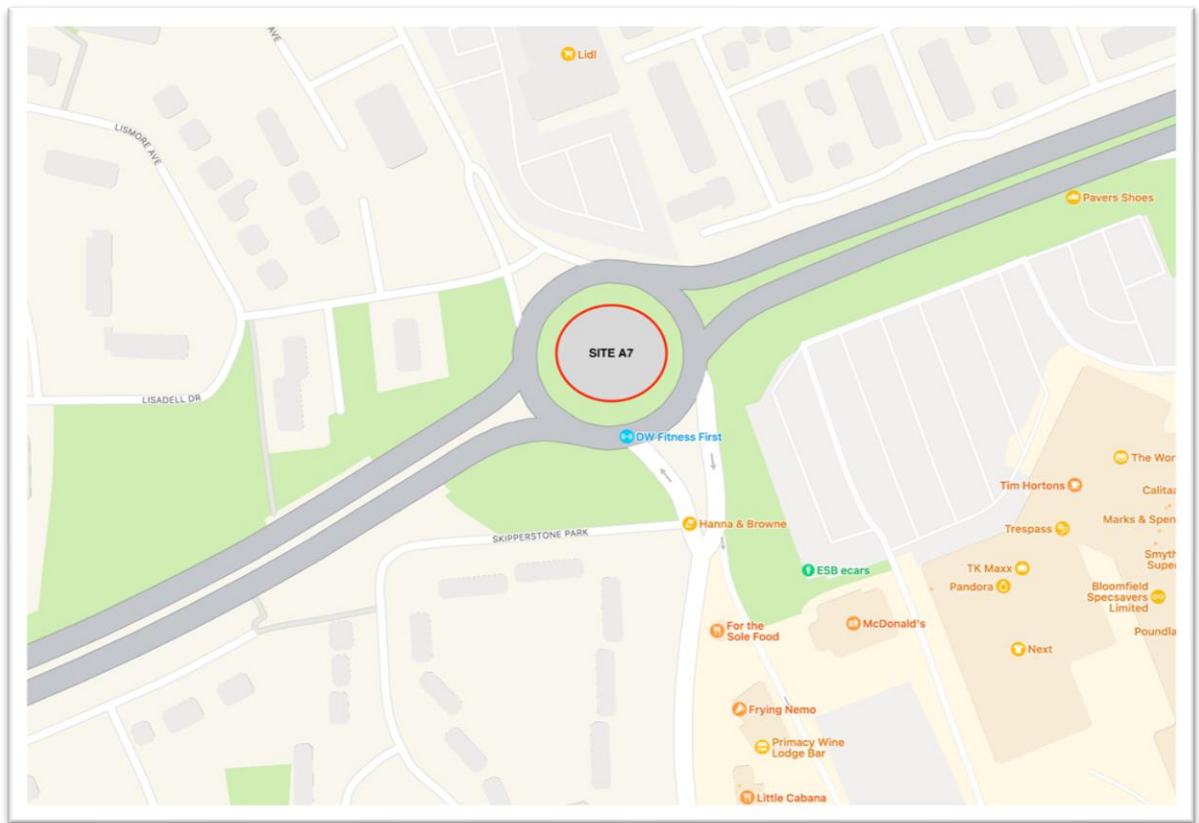 AVE
Lidl
AVE
LISMORE AVE
Pavers Shoes
SITE A7
LISADELL DR
DW Fitness First
The Wor
Tim Hortons
Calitaa
Hanna & Browne
Marks & Spen
Trespass
SKIPPERSTONE PARK
Smyth
Supe
ESB ecars
TK Maxx
Pandora
Bloomfield
Specsavers
Limited
For the
Sole Food
McDonald's
Poundla
Next
Frying Nemo
Primacy Wine
Lodge Bar
Little Cabana